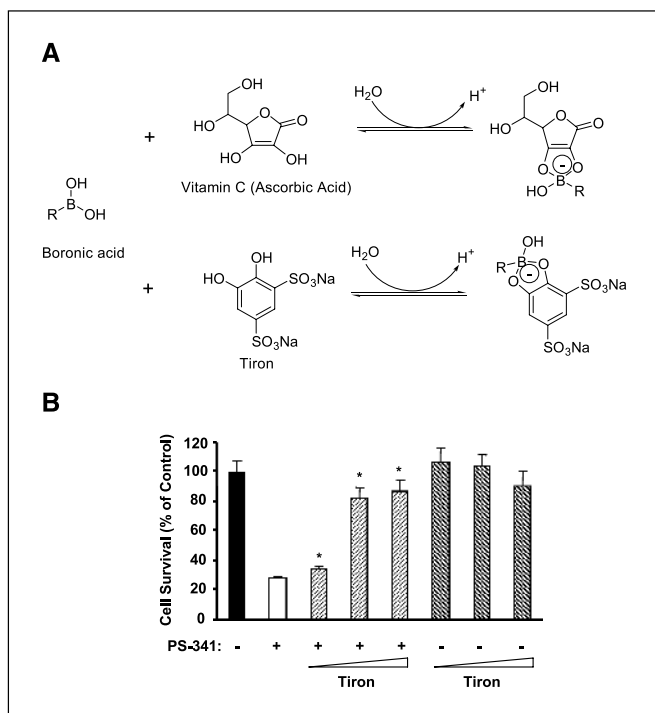 A
OH
O
O
HO
HO
OH
Vitamin C (Ascorbic Acid)
H2O
H+
OH
O
O
HO
O
-
O
B
HO
R
+
OH
B
R
OH
Boronic acid
+
OH
HO
SO3Na
SO3Na
Tiron
H2O
H+
OH
R
B
O
-
O
SO3Na
SO3Na
B
Cell Survival (% of Control)
120
100
80
60
40
20
0
*
*
*
PS-341: - + + + + - - -
Tiron Tiron